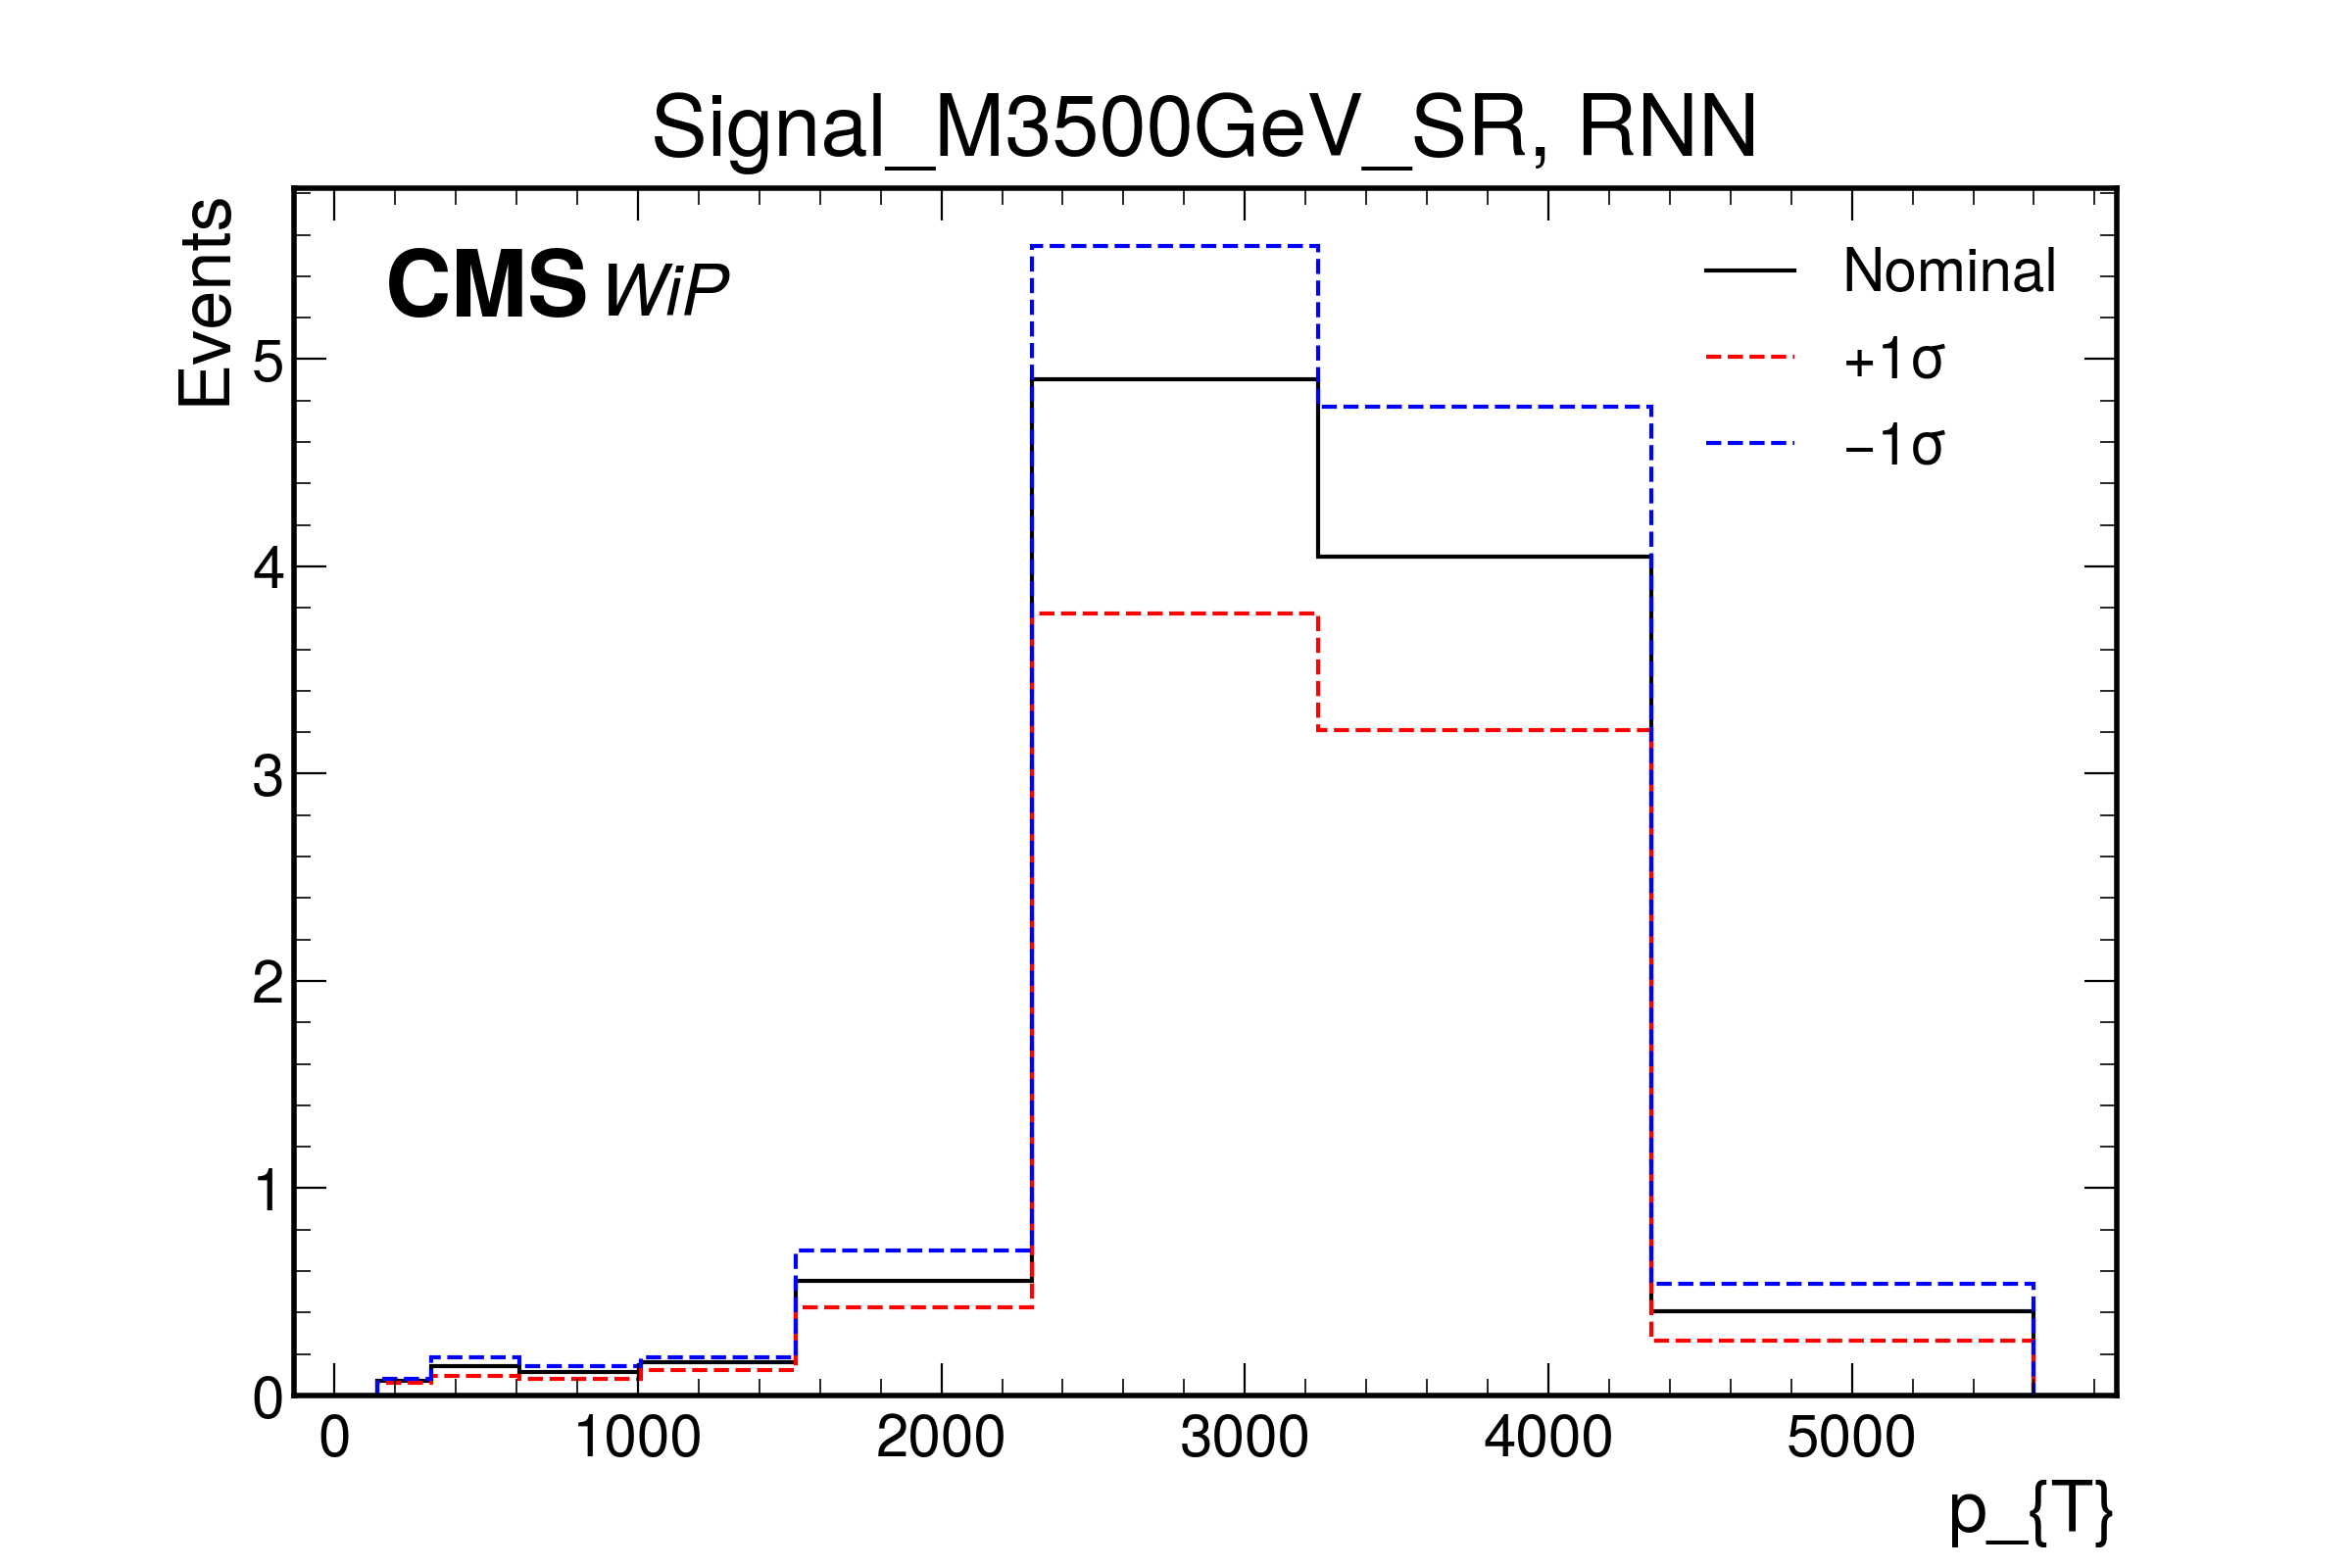 Signal_M3500GeV_SR, RNN
Events
CMS WiP
Nominal
+1σ
−1σ
5
4
3
2
1
0
0 1000 2000 3000 4000 5000
p_{T}